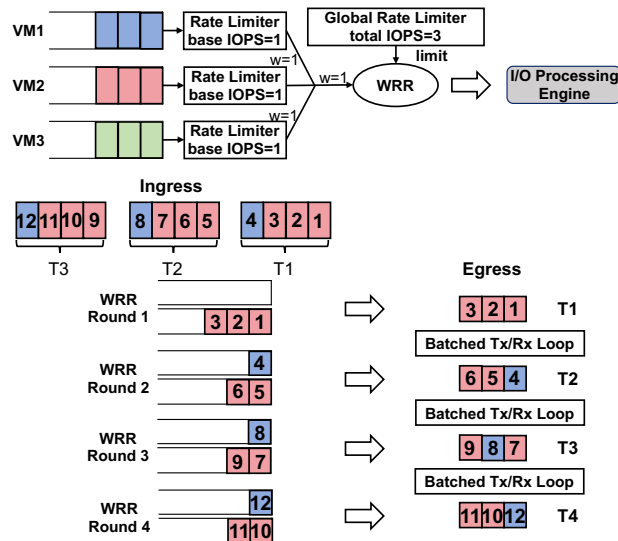 VM1
Rate Limiter
base IOPS=1
Global Rate Limiter
total IOPS=3
limit
w=1
VM2
Rate Limiter
base IOPS=1
w=1
WRR
I/O Processing
Engine
w=1
VM3
Rate Limiter
base IOPS=1
Ingress
12 11 10 9
8 7 6 5
4 3 2 1
T3
T2
T1
Egress
WRR
Round 1
3 2 1
3 2 1
T1
Batched Tx/Rx Loop
WRR
Round 2
4
6 5
6 5 4
T2
Batched Tx/Rx Loop
WRR
Round 3
8
9 7
9 8 7
T3
Batched Tx/Rx Loop
WRR
Round 4
12
11 10
11 10 12
T4